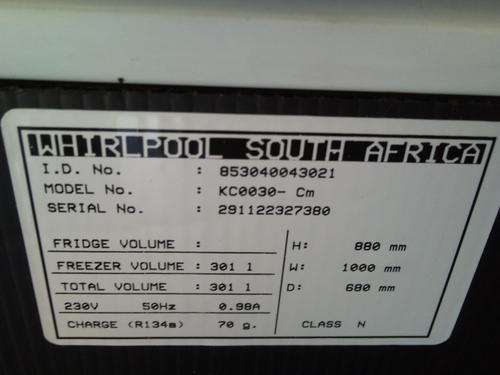 WHIRLPOOL SOUTH AFRICA
I.D. No. : 853040043021
MODEL No. : KC0030- Cm
SERIAL No. : 291122327380
FRIDGE VOLUME :
FREEZER VOLUME : 301 l
TOTAL VOLUME : 301 l
230V 50Hz 0.98A
CHARGE (R134a) 70 g.
H: 880 mm
W: 1000 mm
D: 680 mm
CLASS N